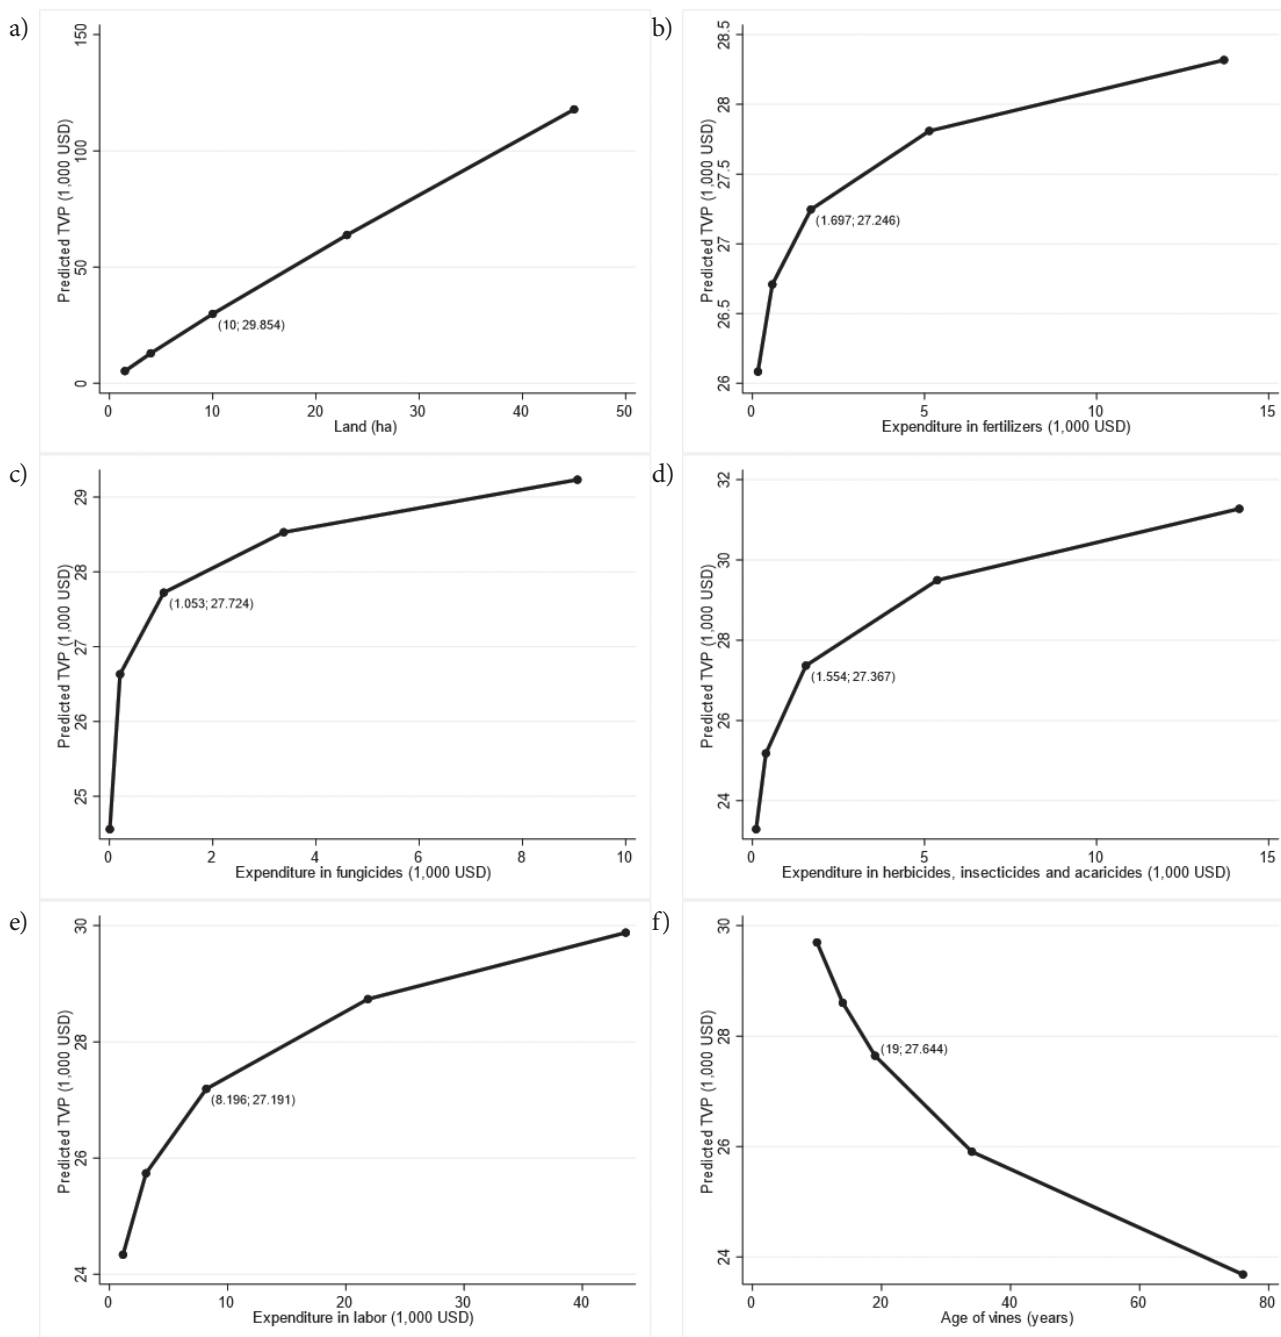 a)
Predicted TVP (1,000 USD)
150
100
50
0
(10; 29.854)
0 10 20 30 40 50
Land (ha)
b)
Predicted TVP (1,000 USD)
28.5
28
27.5
27
26.5
26
(1.697; 27.246)
0 5 10 15
Expenditure in fertilizers (1,000 USD)
c)
Predicted TVP (1,000 USD)
29
28
27
26
25
(1.053; 27.724)
0 2 4 6 8 10
Expenditure in fungicides (1,000 USD)
d)
Predicted TVP (1,000 USD)
32
30
28
26
24
(1.554; 27.367)
0 5 10 15
Expenditure in herbicides, insecticides and acaricides (1,000 USD)
e)
Predicted TVP (1,000 USD)
30
28
26
24
(8.196; 27.191)
0 10 20 30 40
Expenditure in labor (1,000 USD)
f)
Predicted TVP (1,000 USD)
30
28
26
24
(19; 27.644)
0 20 40 60 80
Age of vines (years)